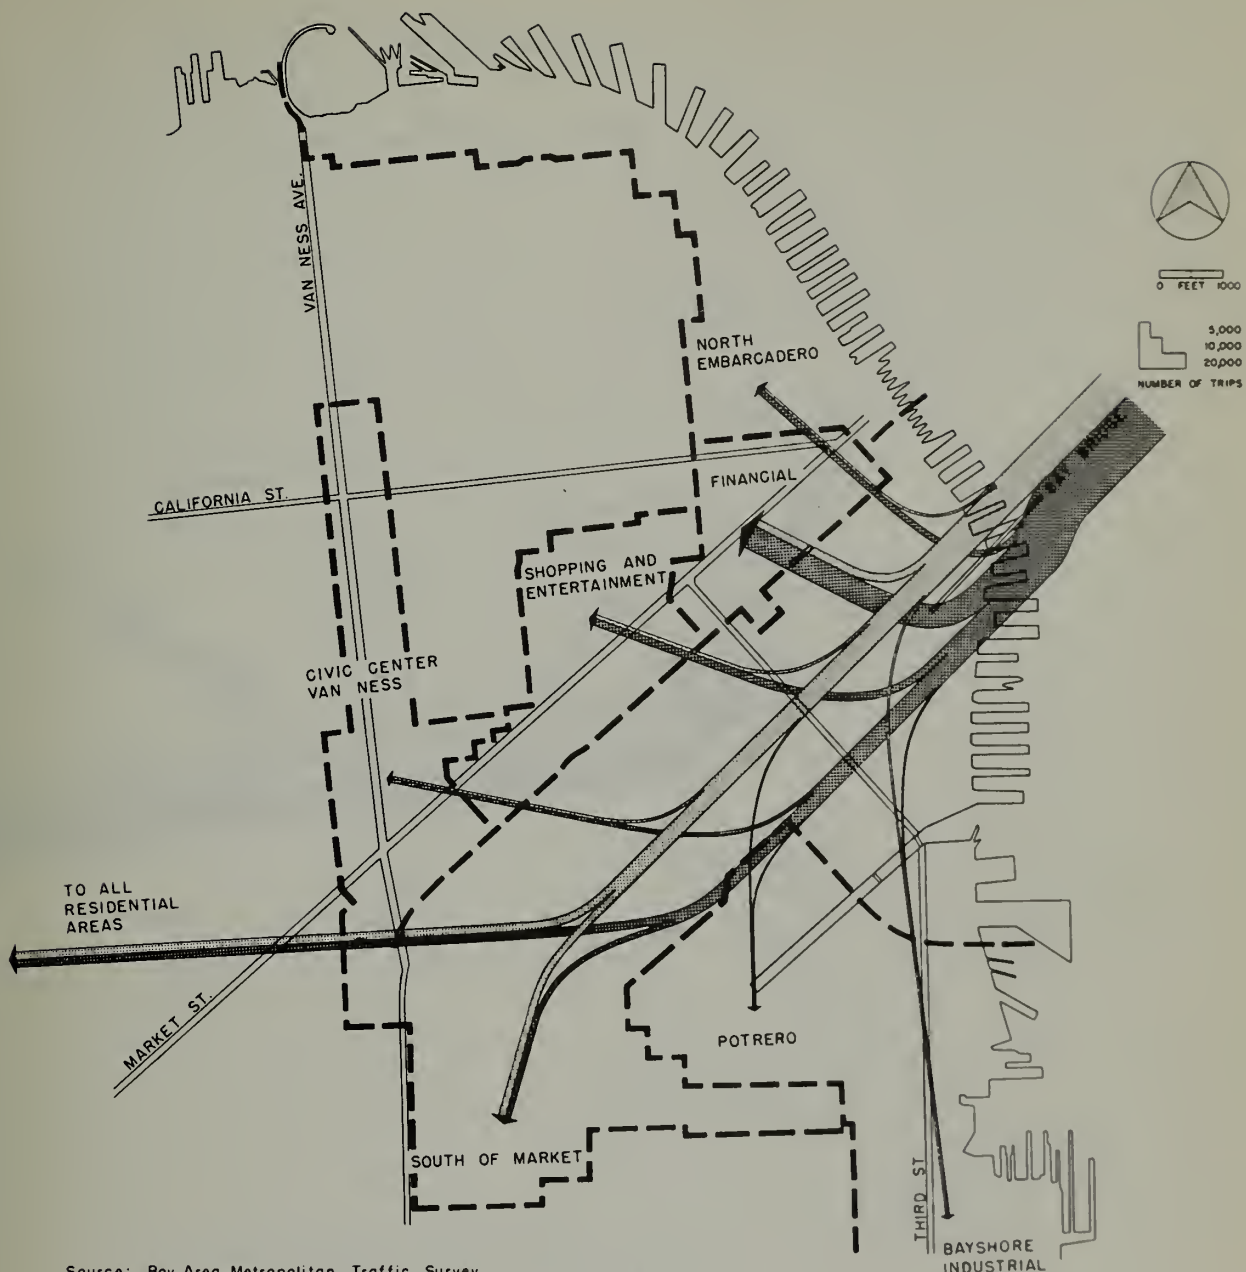 VAN NESS AVE.
0 FEET 1000
5,000
10,000
20,000
NUMBER OF TRIPS
NORTH
EMBARCADERO
BAY BRIDGE
CALIFORNIA ST.
FINANCIAL
SHOPPING AND
ENTERTAINMENT
CIVIC CENTER
VAN NESS
TO ALL
RESIDENTIAL
AREAS
MARKET ST.
POTRERO
SOUTH OF MARKET
THIRD ST
BAYSHORE
INDUSTRIAL
Source: Bay Area Metropolitan Traffic Survey